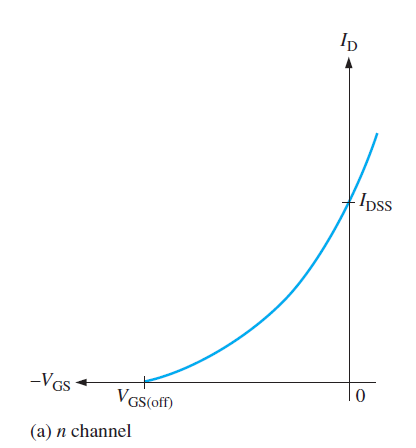 I_D
I_DSS
−V_GS
V_GS(off)
0
(a) n channel